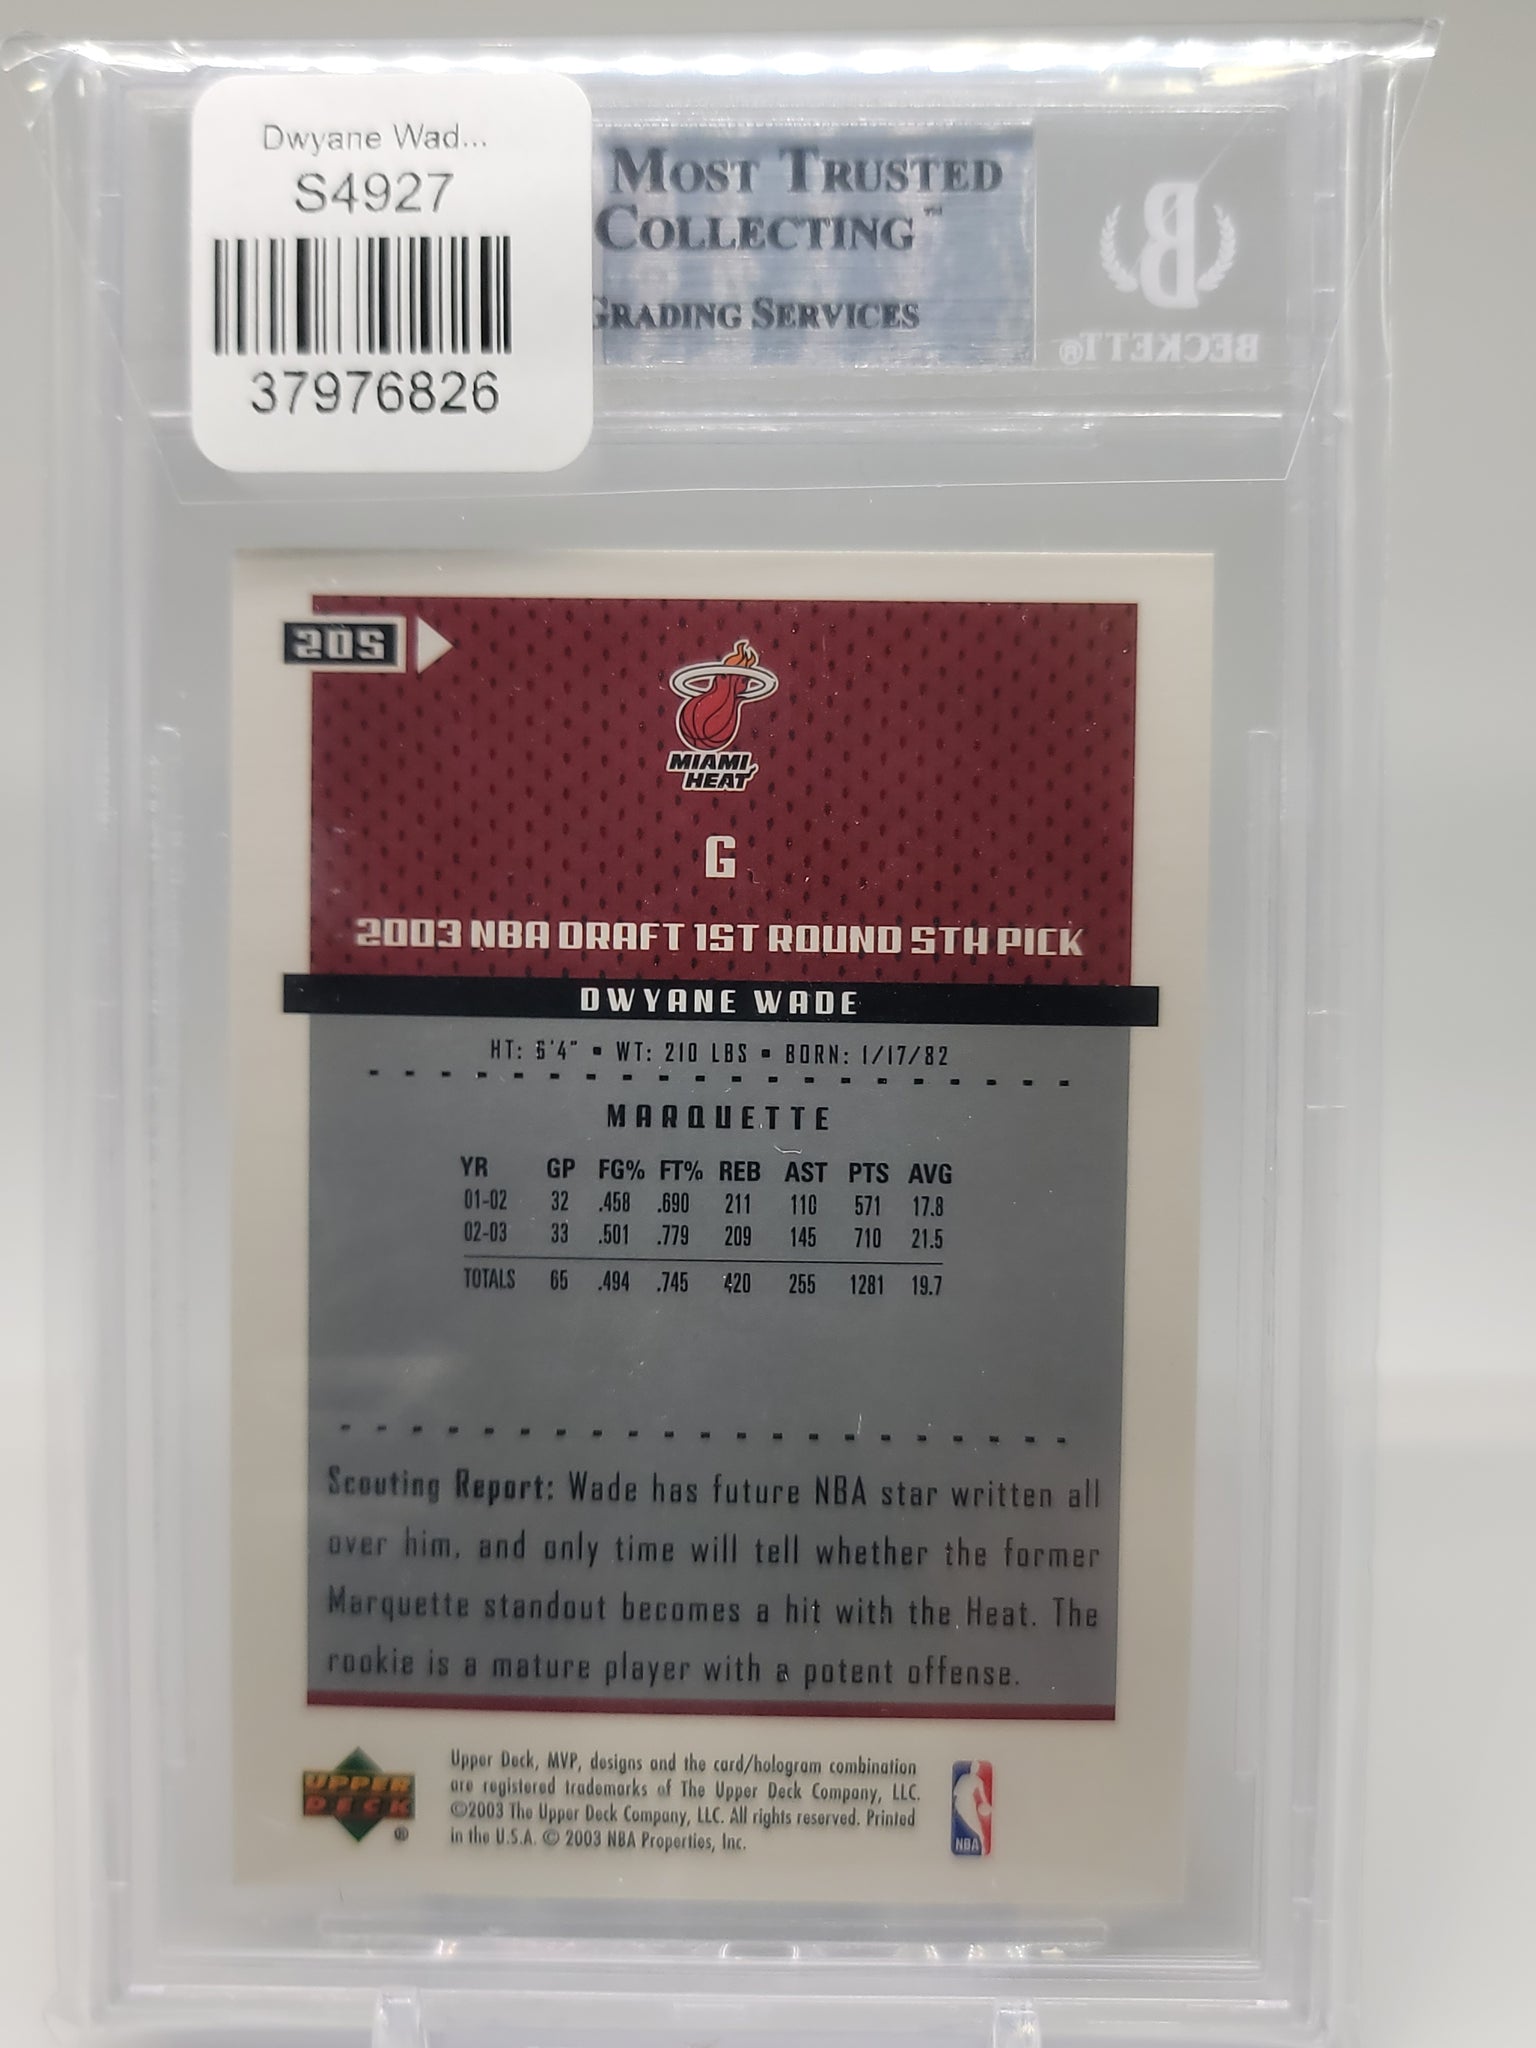 Dwyane Wad...
S4927
37976826
MOST TRUSTED
COLLECTING™
GRADING SERVICES
B
BECKETT®
205
MIAMI
HEAT
G
2003 NBA DRAFT 1ST ROUND 5TH PICK
DWYANE WADE
HT: 6'4" ▪ WT: 210 LBS ▪ BORN: 1/17/82
MARQUETTE
YR GP FG% FT% REB AST PTS AVG
01-02 32 .458 .690 211 110 571 17.8
02-03 33 .501 .779 209 145 710 21.5
TOTALS 65 .494 .745 420 255 1281 19.7
Scouting Report: Wade has future NBA star written all
over him, and only time will tell whether the former
Marquette standout becomes a hit with the Heat. The
rookie is a mature player with a potent offense.
UPPER
DECK
®
Upper Deck, MVP, designs and the card/hologram combination
are registered trademarks of The Upper Deck Company, LLC.
©2003 The Upper Deck Company, LLC. All rights reserved. Printed
in the U.S.A. © 2003 NBA Properties, Inc.
NBA